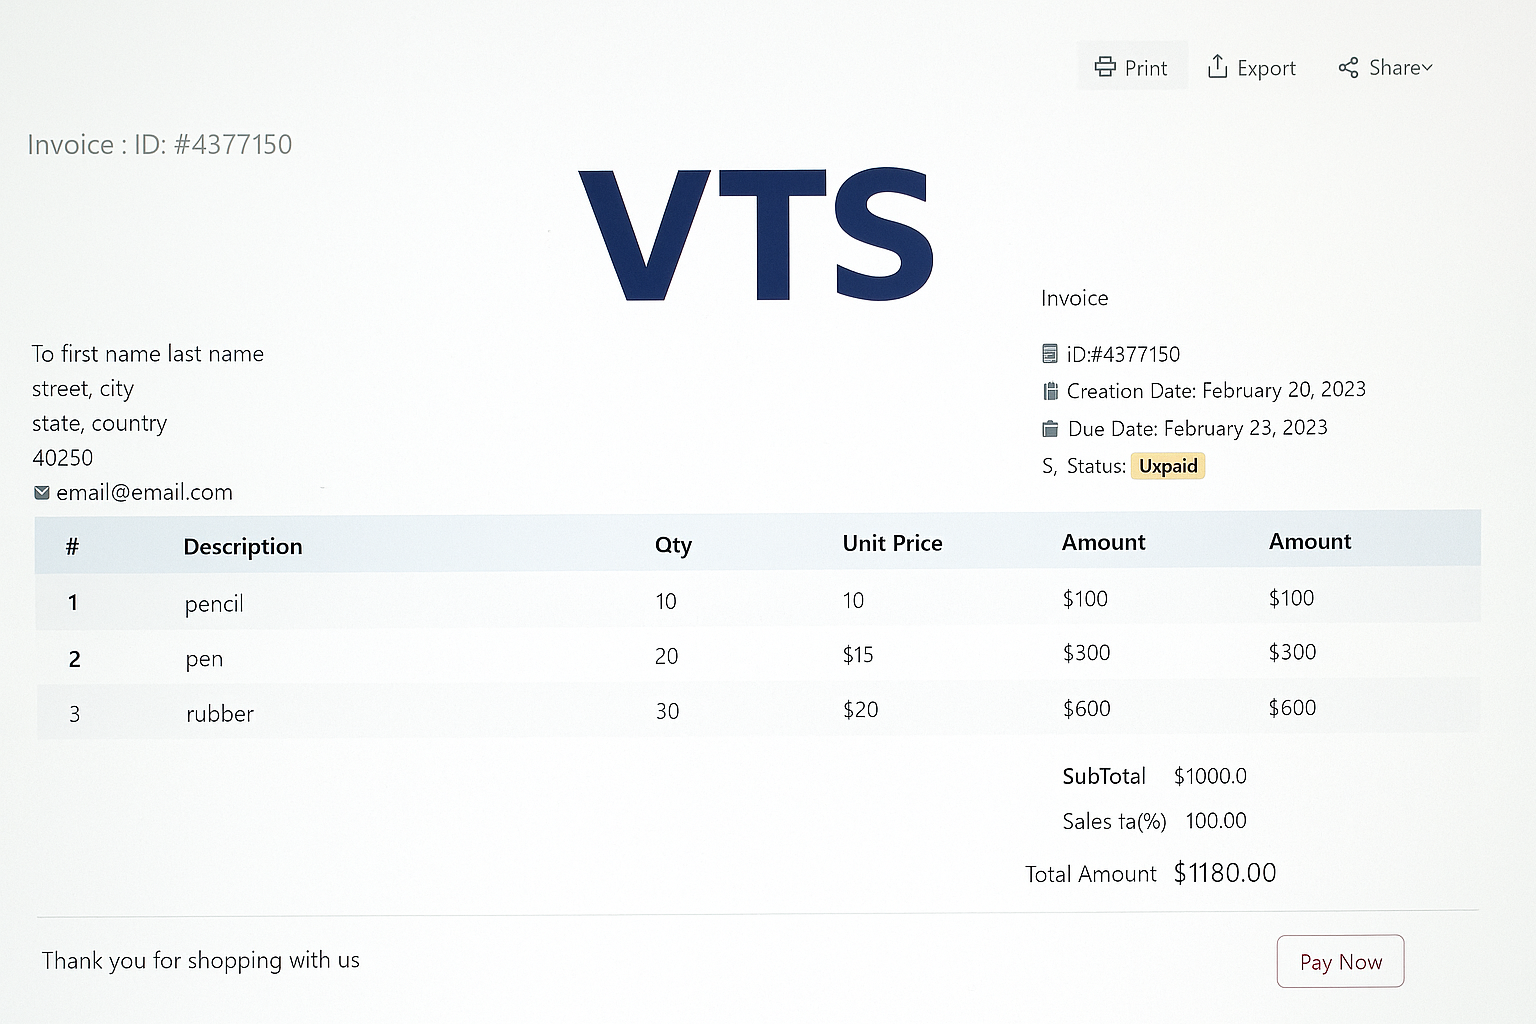 Print Export Share
Invoice : ID: #4377150
VTS
Invoice
To first name last name
street, city
state, country
40250
email@email.com
iD:#4377150
Creation Date: February 20, 2023
Due Date: February 23, 2023
S, Status: Uxpaid
# Description Qty Unit Price Amount Amount
1 pencil 10 10 $100 $100
2 pen 20 $15 $300 $300
3 rubber 30 $20 $600 $600
SubTotal $1000.0
Sales ta(%) 100.00
Total Amount $1180.00
Thank you for shopping with us
Pay Now